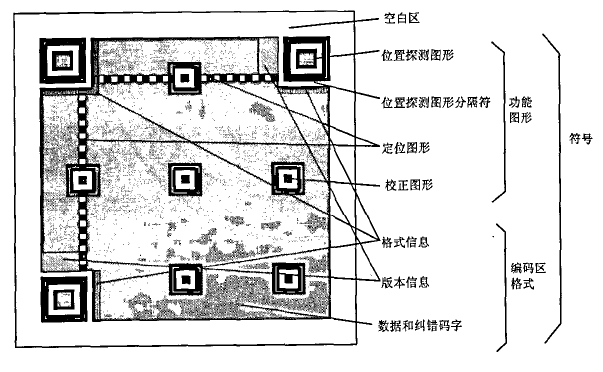 空白区
位置探测图形
位置探测图形分隔符
定位图形
校正图形
功能
图形
符号
格式信息
版本信息
数据和纠错码字
编码区
格式